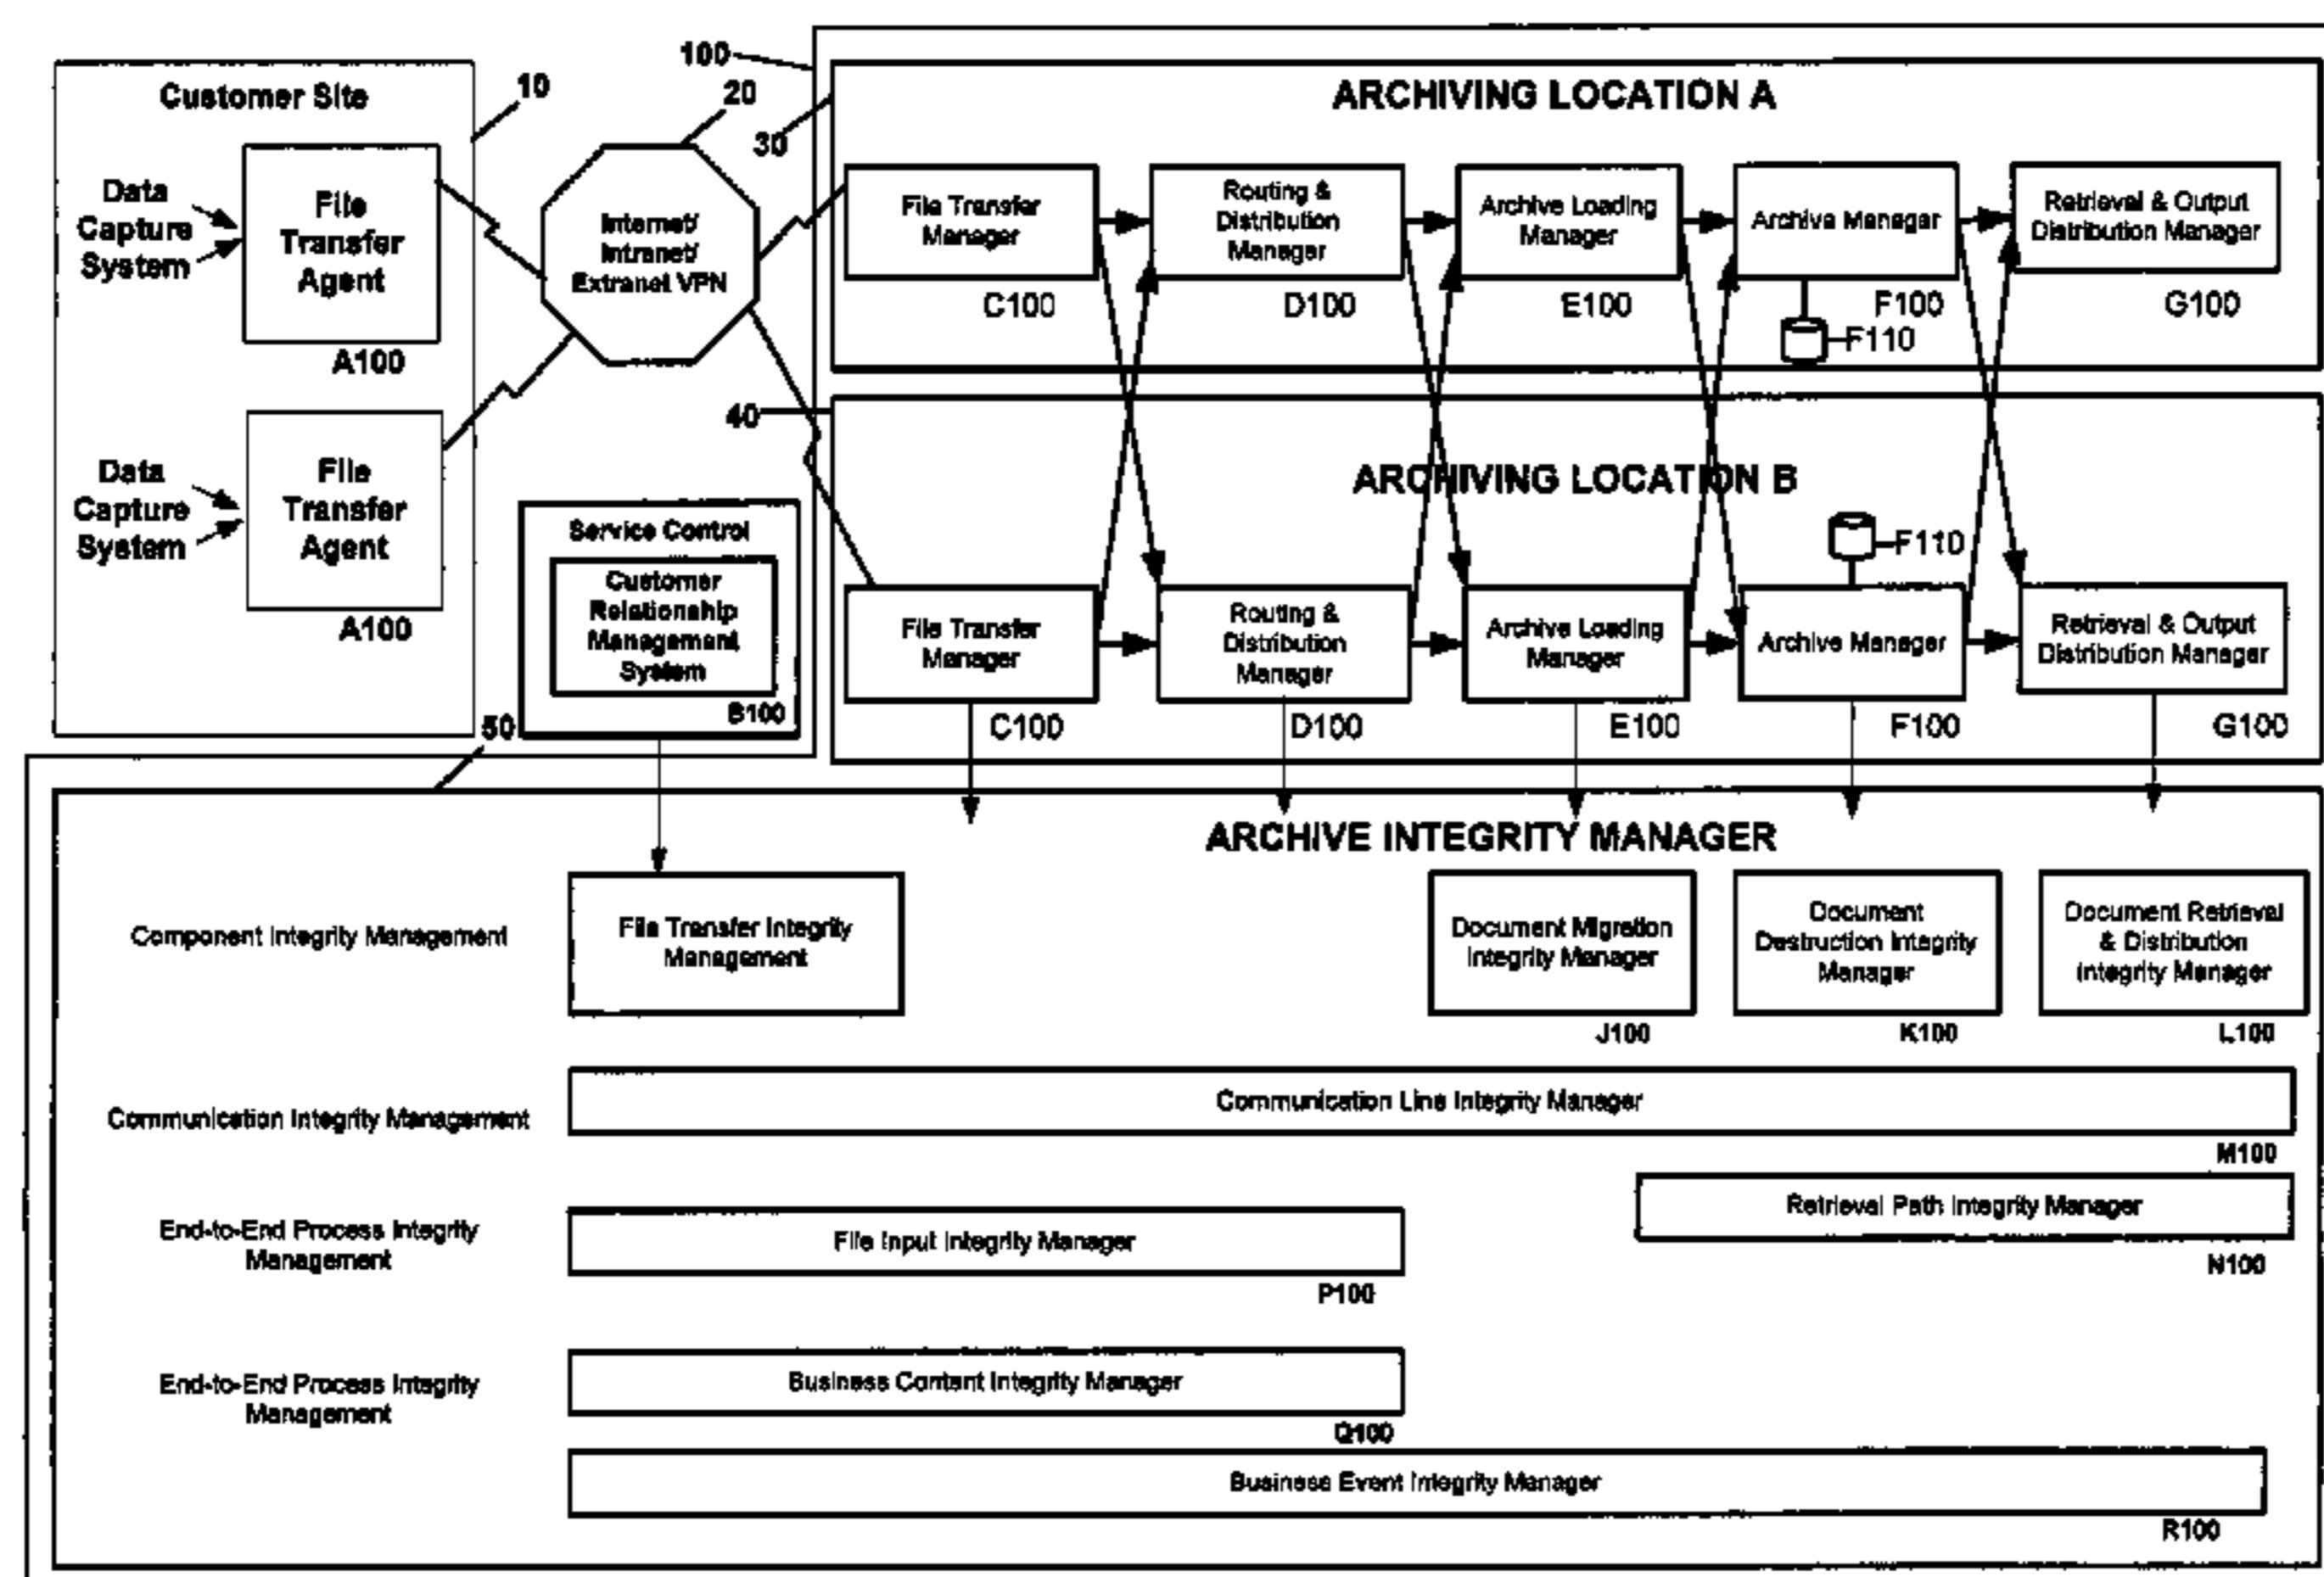 100
Customer Site
10
20
30
ARCHIVING LOCATION A
Data
Capture
System
File
Transfer
Agent
A100
Internet/
Intranet/
Extranet VPN
File Transfer
Manager
C100
Routing &
Distribution
Manager
D100
Archive Loading
Manager
E100
Archive Manager
F100
F110
Retrieval & Output
Distribution Manager
G100
Data
Capture
System
File
Transfer
Agent
A100
40
ARCHIVING LOCATION B
Service Control
Customer
Relationship
Management
System
B100
File Transfer
Manager
C100
Routing &
Distribution
Manager
D100
Archive Loading
Manager
E100
F110
Archive Manager
F100
Retrieval & Output
Distribution Manager
G100
50
ARCHIVE INTEGRITY MANAGER
Component Integrity Management
File Transfer Integrity
Management
Document Migration
Integrity Manager
J100
Document
Destruction Integrity
Manager
K100
Document Retrieval
& Distribution
Integrity Manager
L100
Communication Integrity Management
Communication Line Integrity Manager
M100
Retrieval Path Integrity Manager
N100
End-to-End Process Integrity
Management
File Input Integrity Manager
P100
End-to-End Process Integrity
Management
Business Content Integrity Manager
Q100
Business Event Integrity Manager
R100